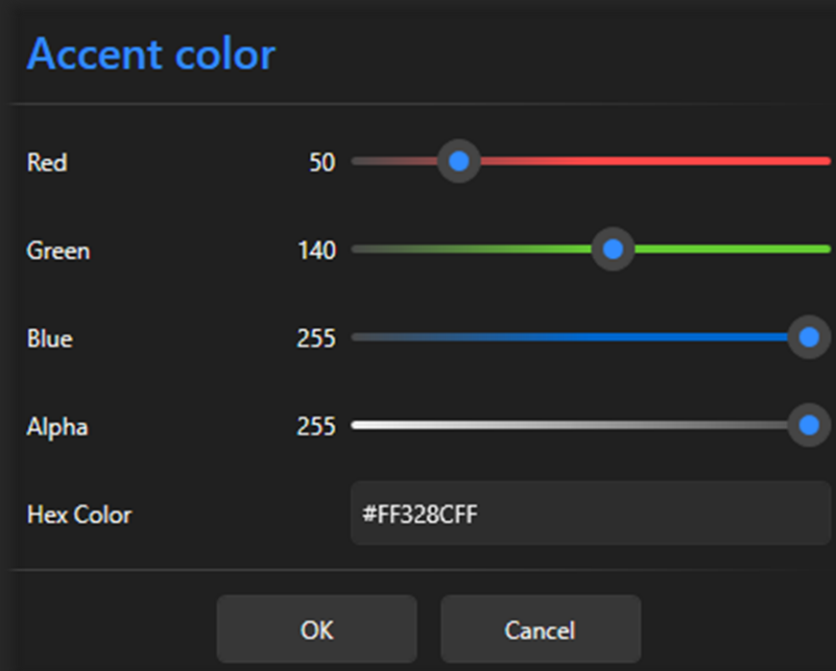 Accent color
Red 50
Green 140
Blue 255
Alpha 255
Hex Color #FF328CFF
OK Cancel